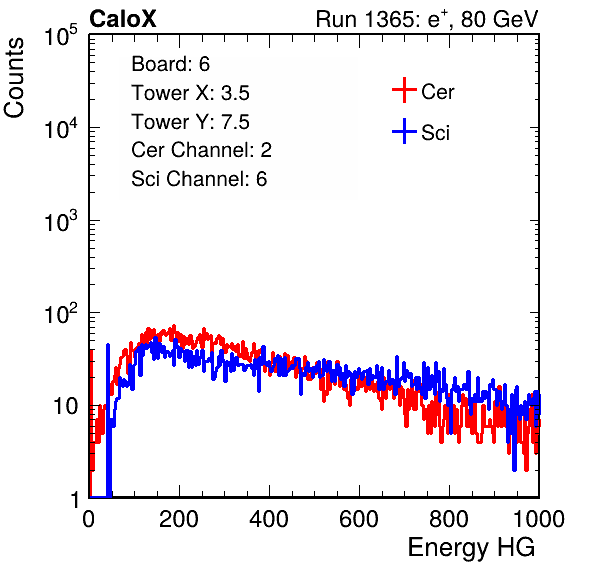 CaloX Run 1365: e⁺, 80 GeV
Counts
Board: 6
Tower X: 3.5
Tower Y: 7.5
Cer Channel: 2
Sci Channel: 6
Cer
Sci
10⁵
10⁴
10³
10²
10
1
0 200 400 600 800 1000
Energy HG